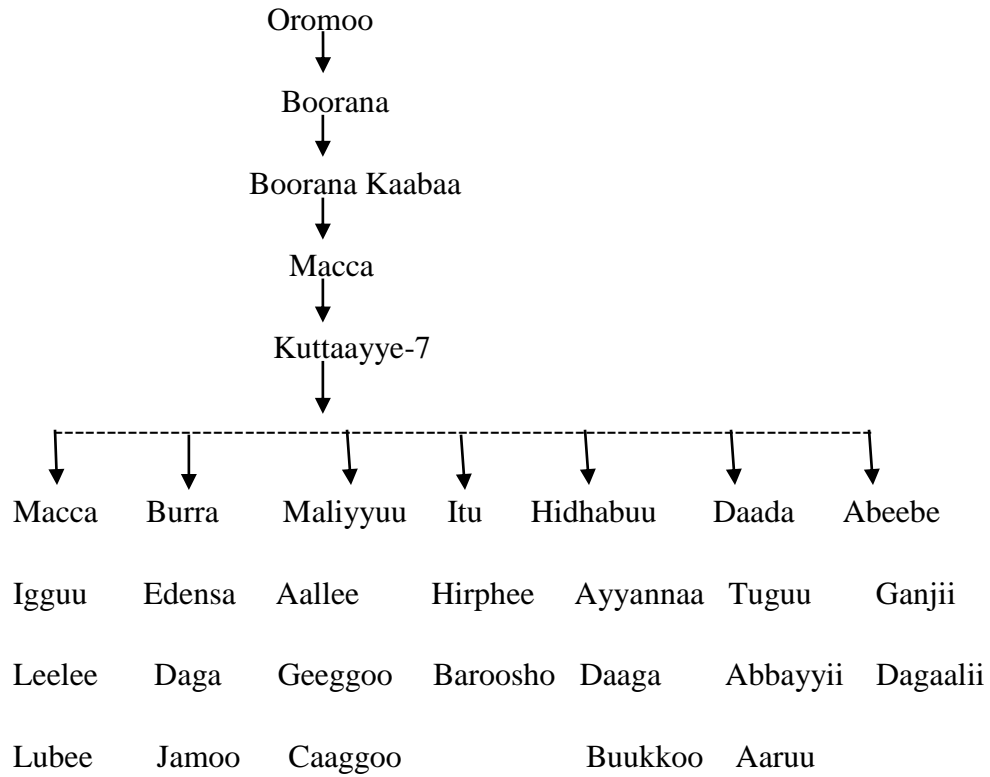 Oromoo
Boorana
Boorana Kaabaa
Macca
Kuttaayye-7
Macca Burra Maliyyuu Itu Hidhabuu Daada Abeebe
Igguu Edensa Aallee Hirphee Ayyannaa Tuguu Ganjii
Leelee Daga Geeggoo Baroosho Daaga Abbayyii Dagaalii
Lubee Jamoo Caaggoo Buukkoo Aaruu